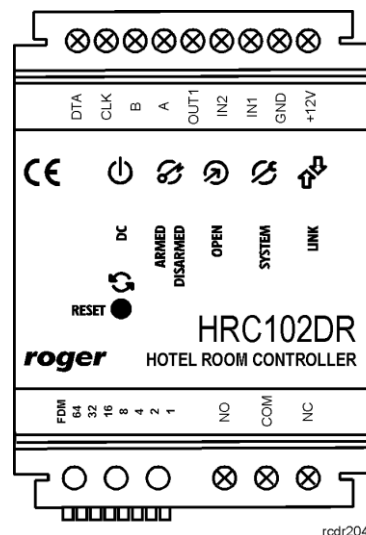 DTA CLK B A OUT1 IN2 IN1 GND +12V
CE
DC ARMED DISARMED OPEN SYSTEM LINK
RESET
HRC102DR
roger HOTEL ROOM CONTROLLER
FDM 64 32 16 8 4 2 1 NO COM NC
rcdr204